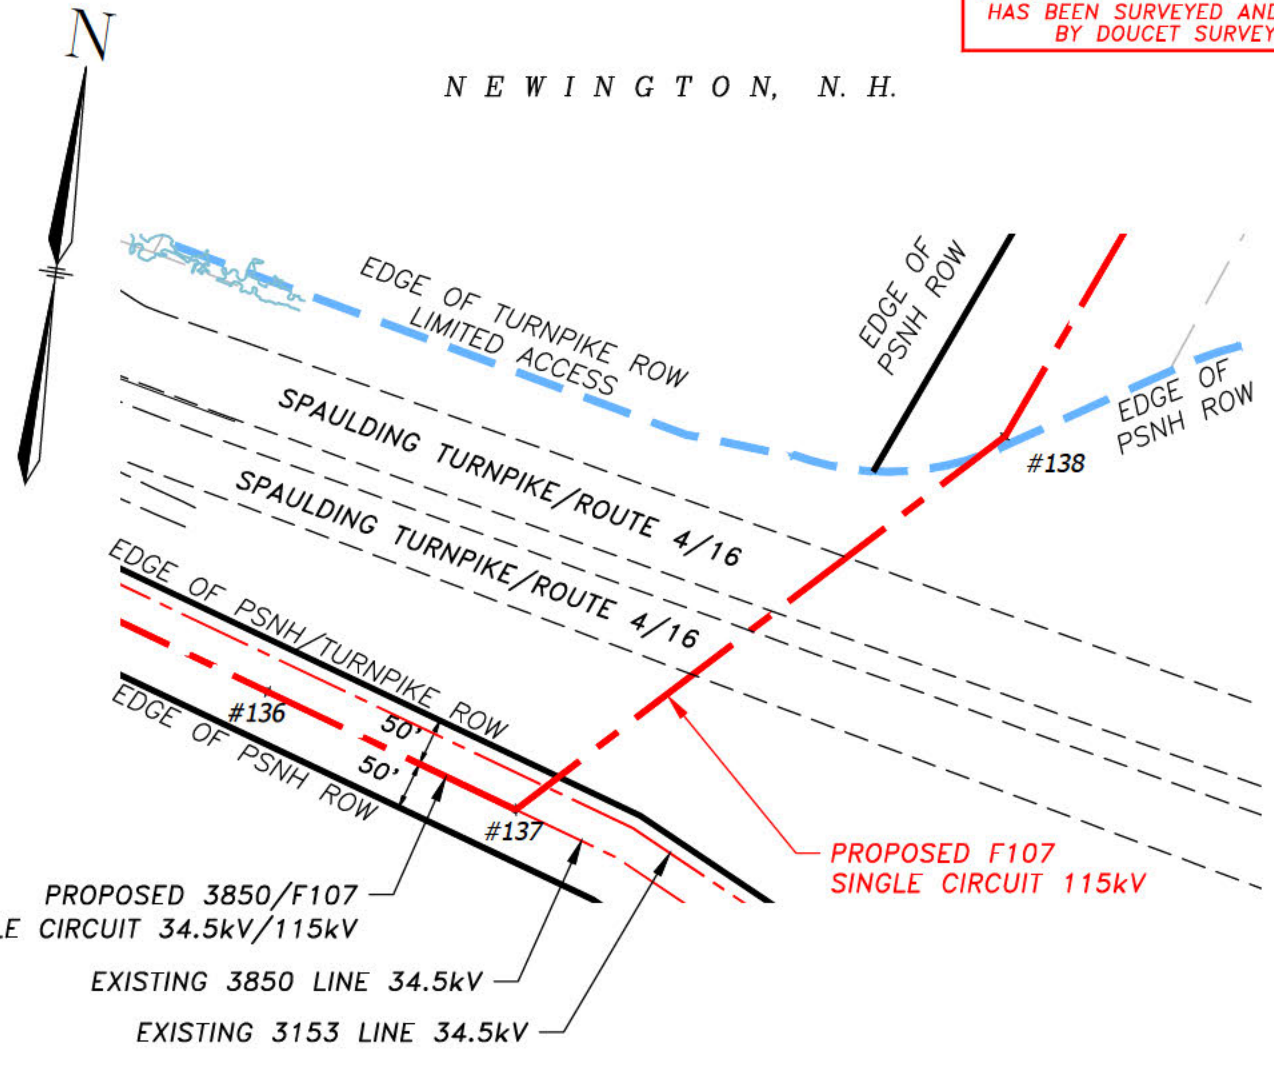 HAS BEEN SURVEYED AND
BY DOUCET SURVEY
N
NEWINGTON, N. H.
EDGE OF TURNPIKE ROW
LIMITED ACCESS
EDGE OF
PSNH ROW
EDGE OF
PSNH ROW
#138
SPAULDING TURNPIKE/ROUTE 4/16
SPAULDING TURNPIKE/ROUTE 4/16
EDGE OF PSNH/TURNPIKE ROW
#136
50'
50'
EDGE OF PSNH ROW
#137
PROPOSED F107
SINGLE CIRCUIT 115kV
PROPOSED 3850/F107
LE CIRCUIT 34.5kV/115kV
EXISTING 3850 LINE 34.5kV
EXISTING 3153 LINE 34.5kV